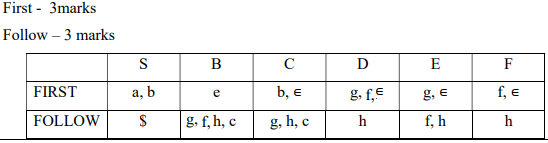 First - 3marks
Follow – 3 marks
S B C D E F
FIRST a, b e b, ∈ g, f,∈ g, ∈ f, ∈
FOLLOW $ g, f, h, c g, h, c h f, h h